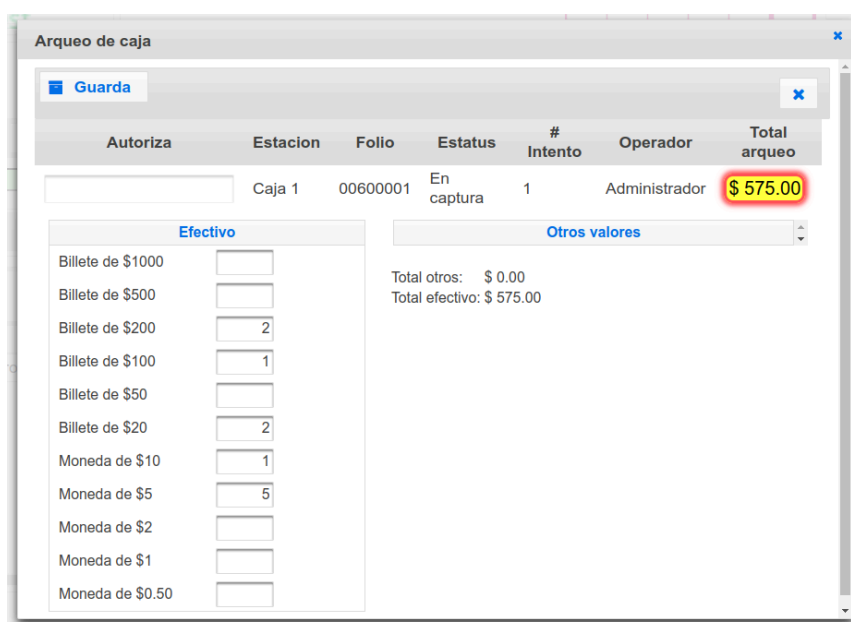 Arqueo de caja
Guarda
Autoriza Estacion Folio Estatus # Intento Operador Total arqueo
Caja 1 00600001 En captura 1 Administrador $ 575.00
Efectivo
Billete de $1000
Billete de $500
Billete de $200 2
Billete de $100 1
Billete de $50
Billete de $20 2
Moneda de $10 1
Moneda de $5 5
Moneda de $2
Moneda de $1
Moneda de $0.50
Otros valores
Total otros: $ 0.00
Total efectivo: $ 575.00